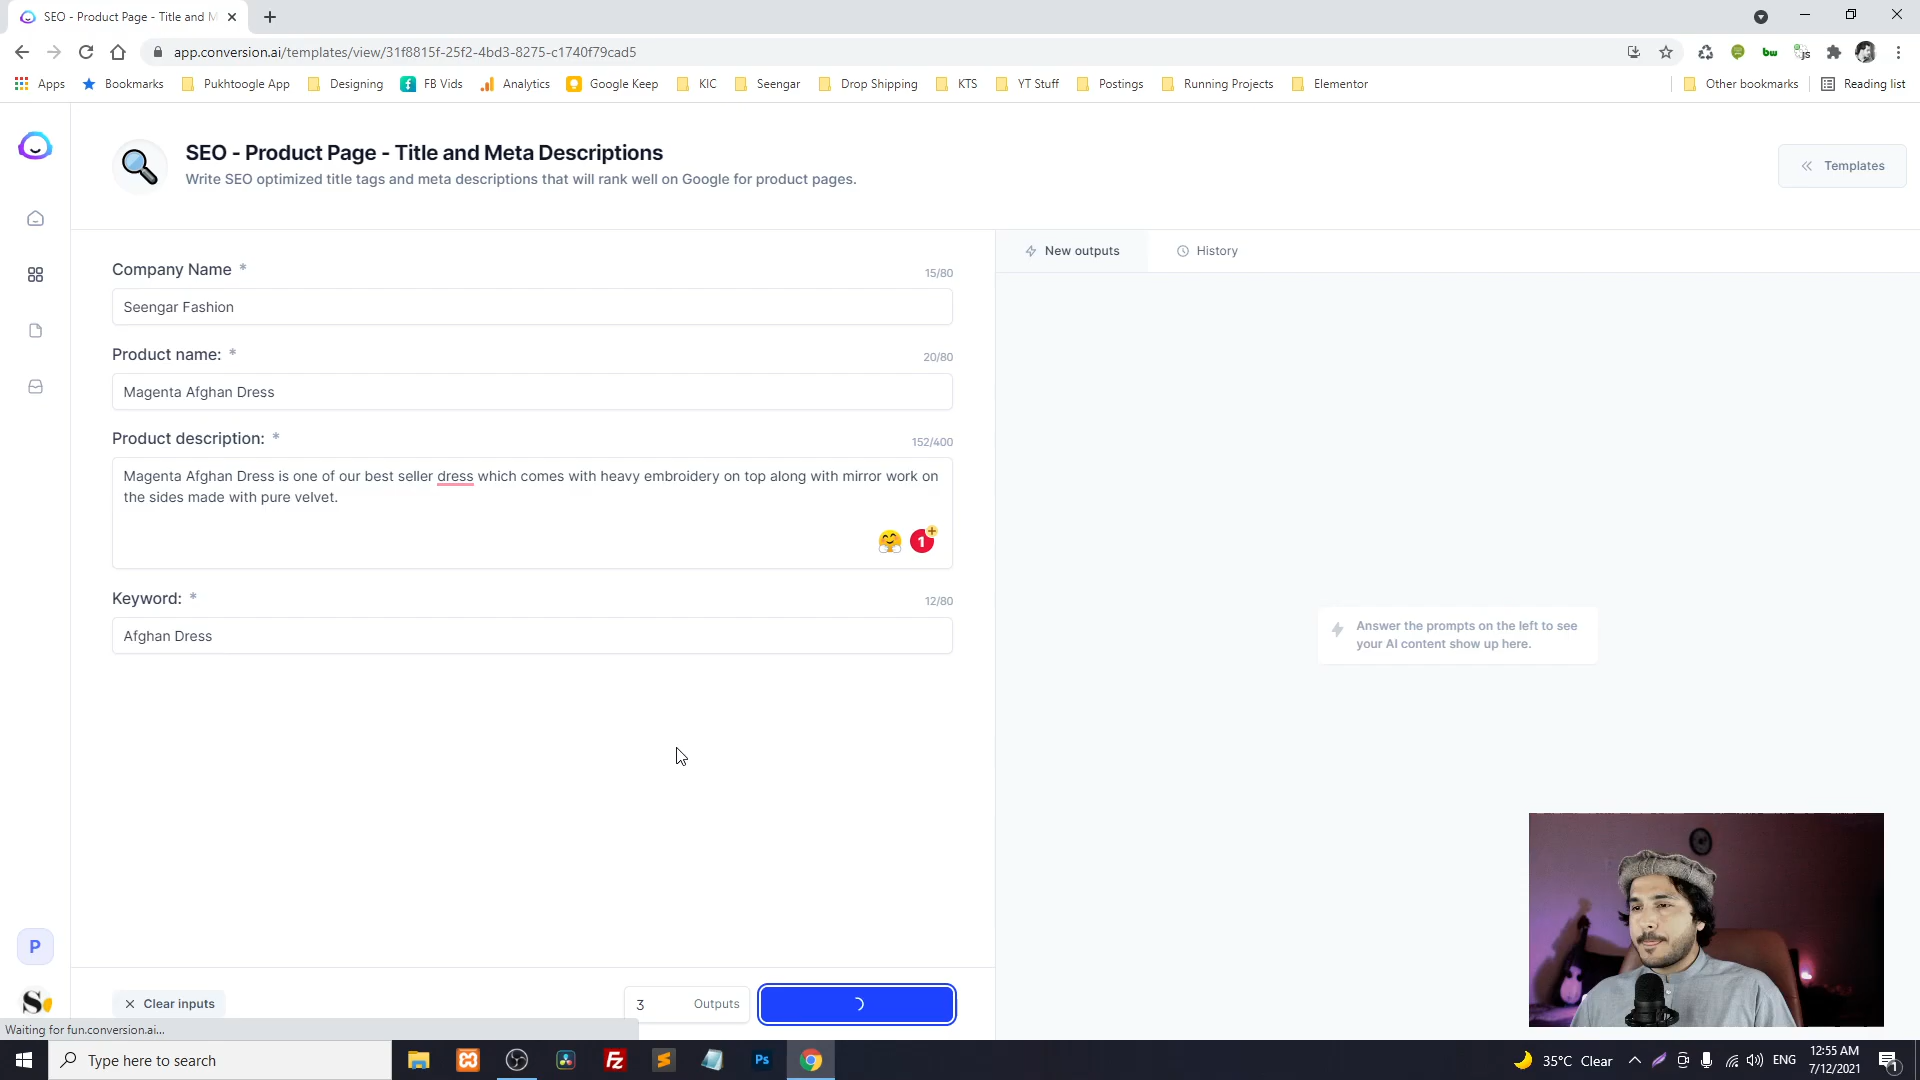 SEO - Product Page - Title and M
app.conversion.ai/templates/view/31f8815f-25f2-4bd3-8275-c1740f79cad5
Apps Bookmarks Pukhtoogle App Designing FB Vids Analytics Google Keep KIC Seengar Drop Shipping KTS YT Stuff Postings Running Projects Elementor Other bookmarks Reading list
SEO - Product Page - Title and Meta Descriptions
Write SEO optimized title tags and meta descriptions that will rank well on Google for product pages.
Templates
New outputs History
Company Name *
15/80
Seengar Fashion
Product name: *
20/80
Magenta Afghan Dress
Product description: *
152/400
Magenta Afghan Dress is one of our best seller dress which comes with heavy embroidery on top along with mirror work on
the sides made with pure velvet.
1
Keyword: *
12/80
Afghan Dress
Answer the prompts on the left to see
your AI content show up here.
P
S
Clear inputs
3 Outputs
Waiting for fun.conversion.ai...
Type here to search
Ps
35°C Clear
ENG
12:55 AM
7/12/2021
1